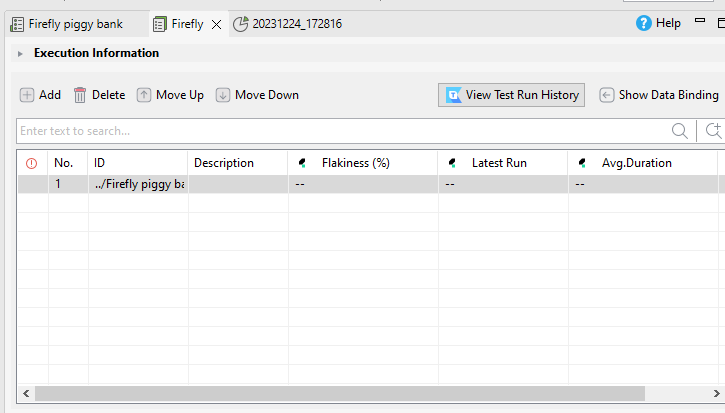 Firefly piggy bank
Firefly
20231224_172816
Help
Execution Information
Add
Delete
Move Up
Move Down
View Test Run History
Show Data Binding
Enter text to search...
No. ID Description Flakiness (%) Latest Run Avg.Duration
1 ../Firefly piggy ba -- -- --